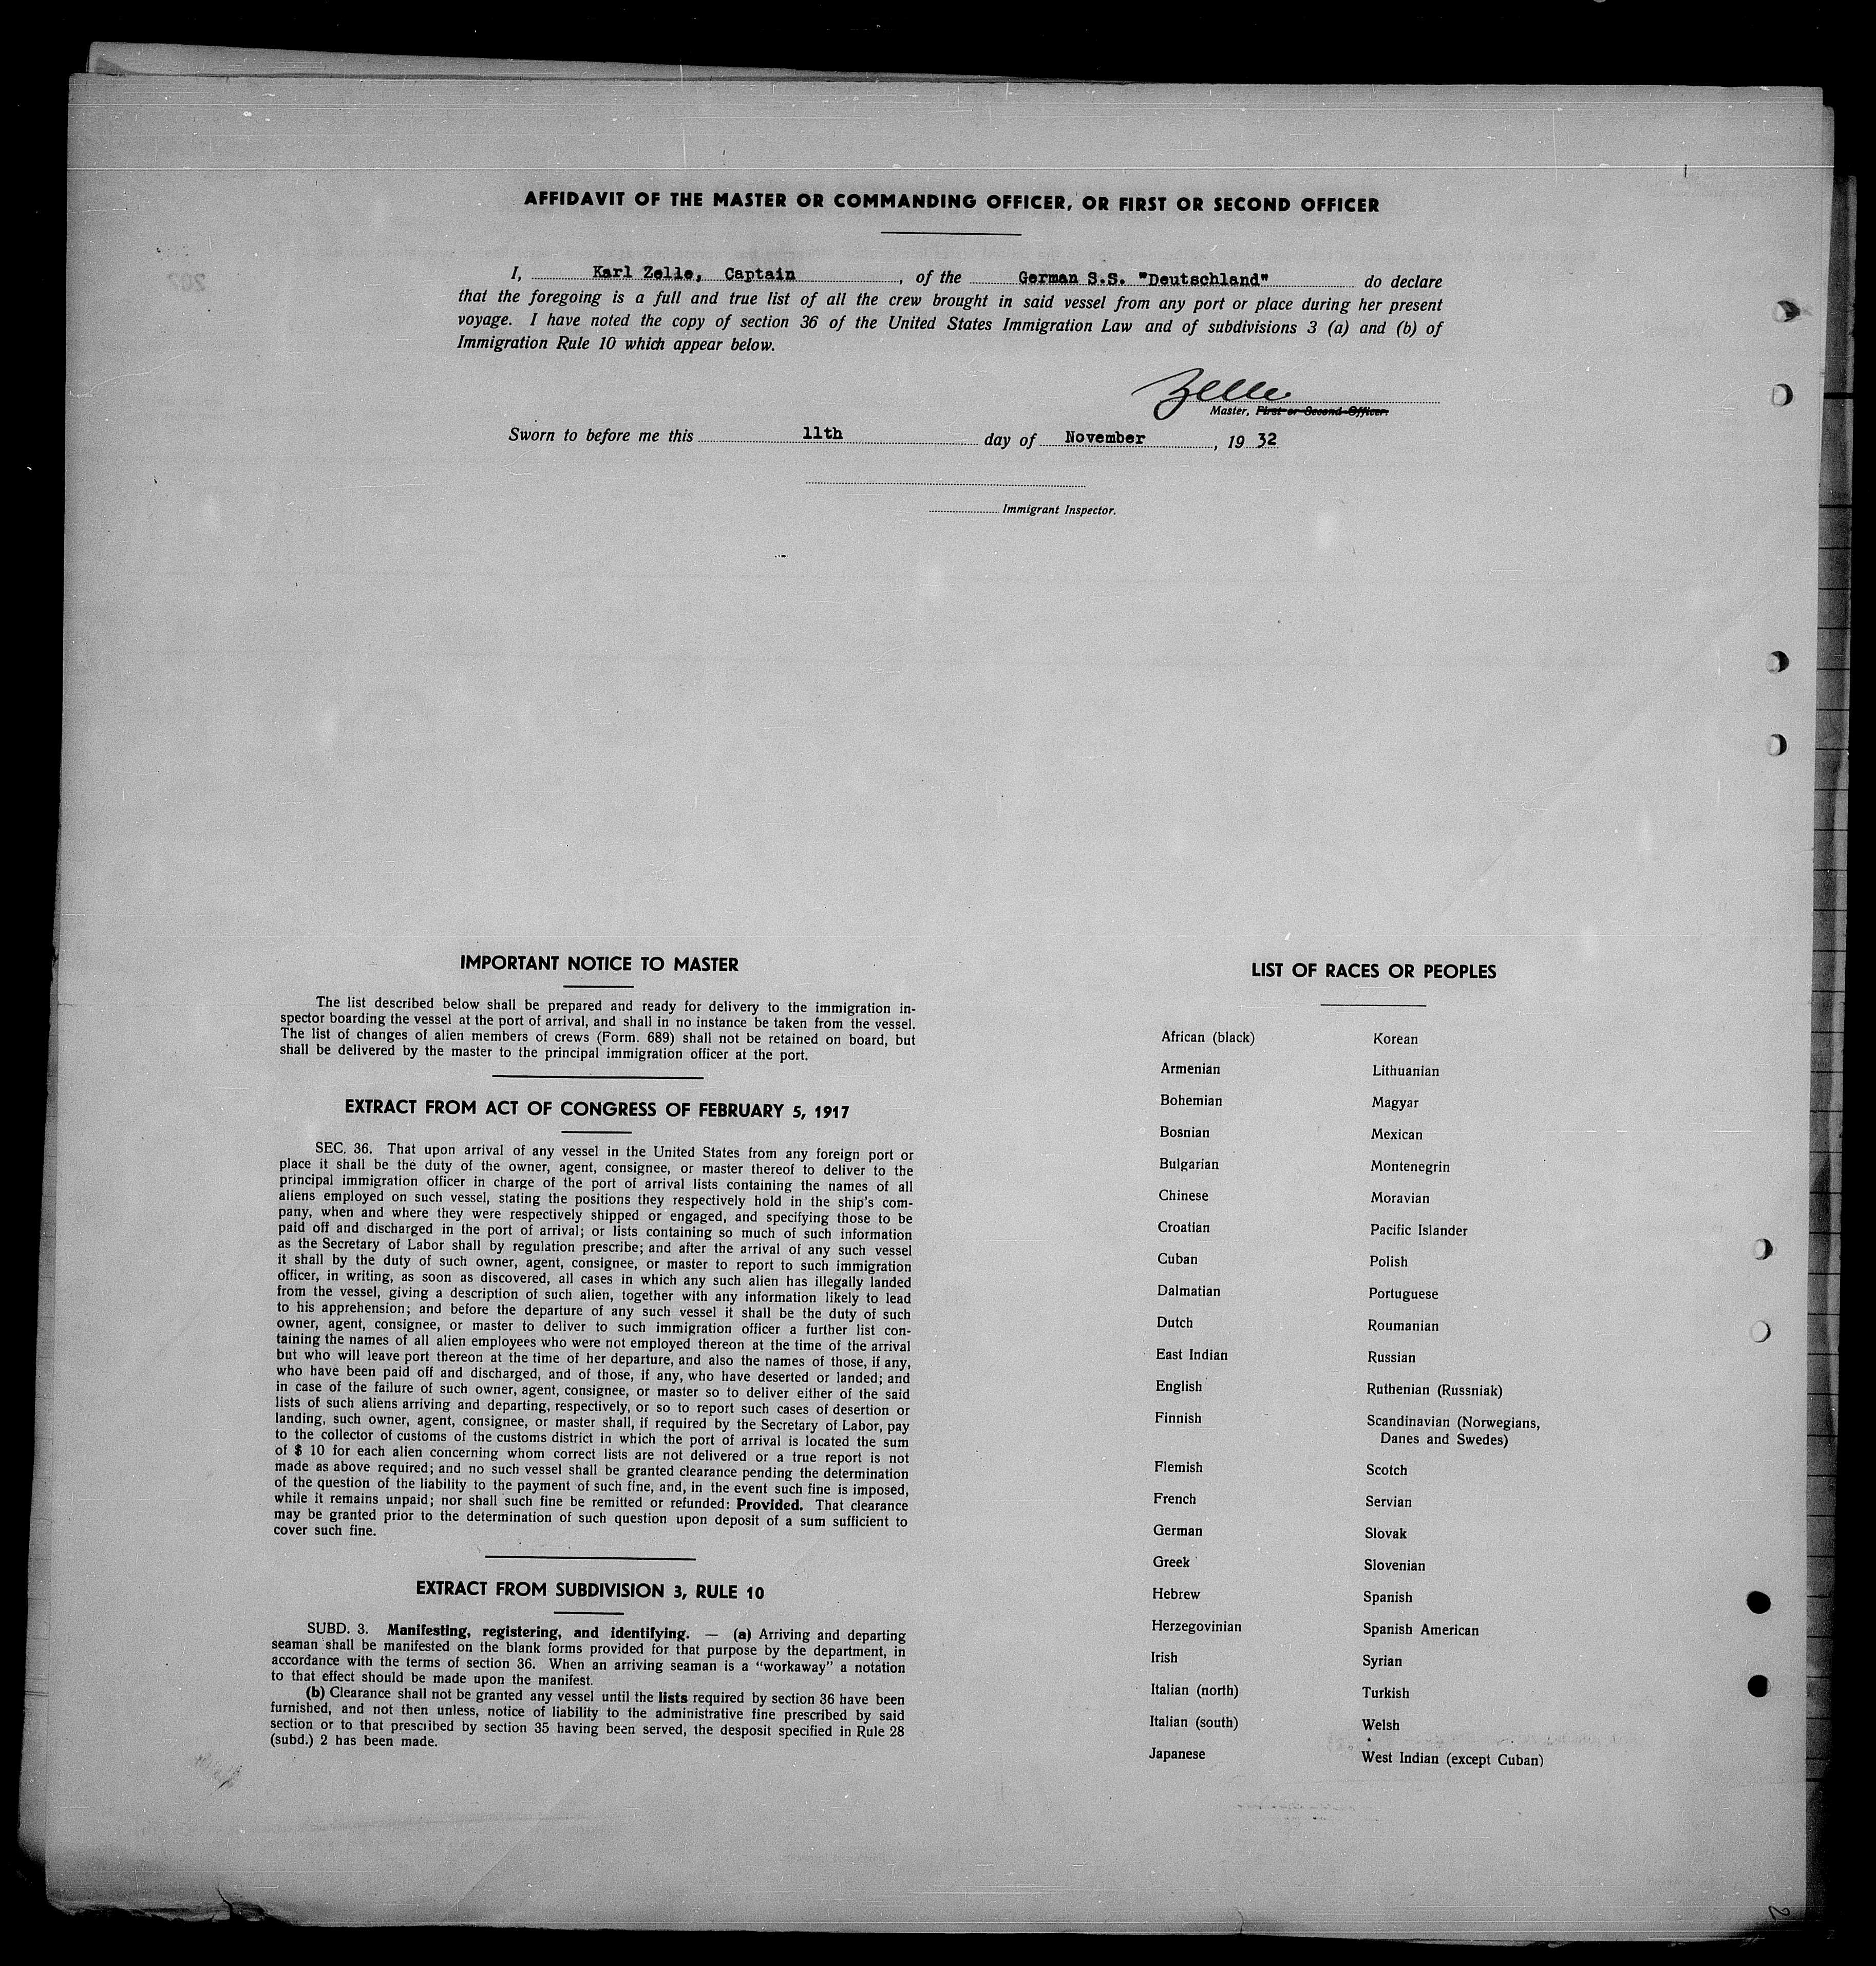 AFFIDAVIT OF THE MASTER OR COMMANDING OFFICER, OR FIRST OR SECOND OFFICER
I, Karl Zelle, Captain, of the German S.S. "Deutschland" do declare
that the foregoing is a full and true list of all the crew brought in said vessel from any port or place during her present
voyage. I have noted the copy of section 36 of the United States Immigration Law and of subdivisions 3 (a) and (b) of
Immigration Rule 10 which appear below.
Zelle
Master, First or Second Officer.
Sworn to before me this 11th day of November, 19 32
Immigrant Inspector.
IMPORTANT NOTICE TO MASTER
The list described below shall be prepared and ready for delivery to the immigration in-
spector boarding the vessel at the port of arrival, and shall in no instance be taken from the vessel.
The list of changes of alien members of crews (Form. 689) shall not be retained on board, but
shall be delivered by the master to the principal immigration officer at the port.
EXTRACT FROM ACT OF CONGRESS OF FEBRUARY 5, 1917
SEC. 36. That upon arrival of any vessel in the United States from any foreign port or
place it shall be the duty of the owner, agent, consignee, or master thereof to deliver to the
principal immigration officer in charge of the port of arrival lists containing the names of all
aliens employed on such vessel, stating the positions they respectively hold in the ship's com-
pany, when and where they were respectively shipped or engaged, and specifying those to be
paid off and discharged in the port of arrival; or lists containing so much of such information
as the Secretary of Labor shall by regulation prescribe; and after the arrival of any such vessel
it shall by the duty of such owner, agent, consignee, or master to report to such immigration
officer, in writing, as soon as discovered, all cases in which any such alien has illegally landed
from the vessel, giving a description of such alien, together with any information likely to lead
to his apprehension; and before the departure of any such vessel it shall be the duty of such
owner, agent, consignee, or master to deliver to such immigration officer a further list con-
taining the names of all alien employees who were not employed thereon at the time of the arrival
but who will leave port thereon at the time of her departure, and also the names of those, if any,
who have been paid off and discharged, and of those, if any, who have deserted or landed; and
in case of the failure of such owner, agent, consignee, or master so to deliver either of the said
lists of such aliens arriving and departing, respectively, or so to report such cases of desertion or
landing, such owner, agent, consignee, or master shall, if required by the Secretary of Labor, pay
to the collector of customs of the customs district in which the port of arrival is located the sum
of $ 10 for each alien concerning whom correct lists are not delivered or a true report is not
made as above required; and no such vessel shall be granted clearance pending the determination
of the question of the liability to the payment of such fine, and, in the event such fine is imposed,
while it remains unpaid; nor shall such fine be remitted or refunded: Provided. That clearance
may be granted prior to the determination of such question upon deposit of a sum sufficient to
cover such fine.
EXTRACT FROM SUBDIVISION 3, RULE 10
SUBD. 3. Manifesting, registering, and identifying. — (a) Arriving and departing
seaman shall be manifested on the blank forms provided for that purpose by the department, in
accordance with the terms of section 36. When an arriving seaman is a "workaway" a notation
to that effect should be made upon the manifest.
(b) Clearance shall not be granted any vessel until the lists required by section 36 have been
furnished, and not then unless, notice of liability to the administrative fine prescribed by said
section or to that prescribed by section 35 having been served, the desposit specified in Rule 28
(subd.) 2 has been made.
LIST OF RACES OR PEOPLES
African (black)
Armenian
Bohemian
Bosnian
Bulgarian
Chinese
Croatian
Cuban
Dalmatian
Dutch
East Indian
English
Finnish
Flemish
French
German
Greek
Hebrew
Herzegovinian
Irish
Italian (north)
Italian (south)
Japanese
Korean
Lithuanian
Magyar
Mexican
Montenegrin
Moravian
Pacific Islander
Polish
Portuguese
Roumanian
Russian
Ruthenian (Russniak)
Scandinavian (Norwegians,
Danes and Swedes)
Scotch
Servian
Slovak
Slovenian
Spanish
Spanish American
Syrian
Turkish
Welsh
West Indian (except Cuban)
2